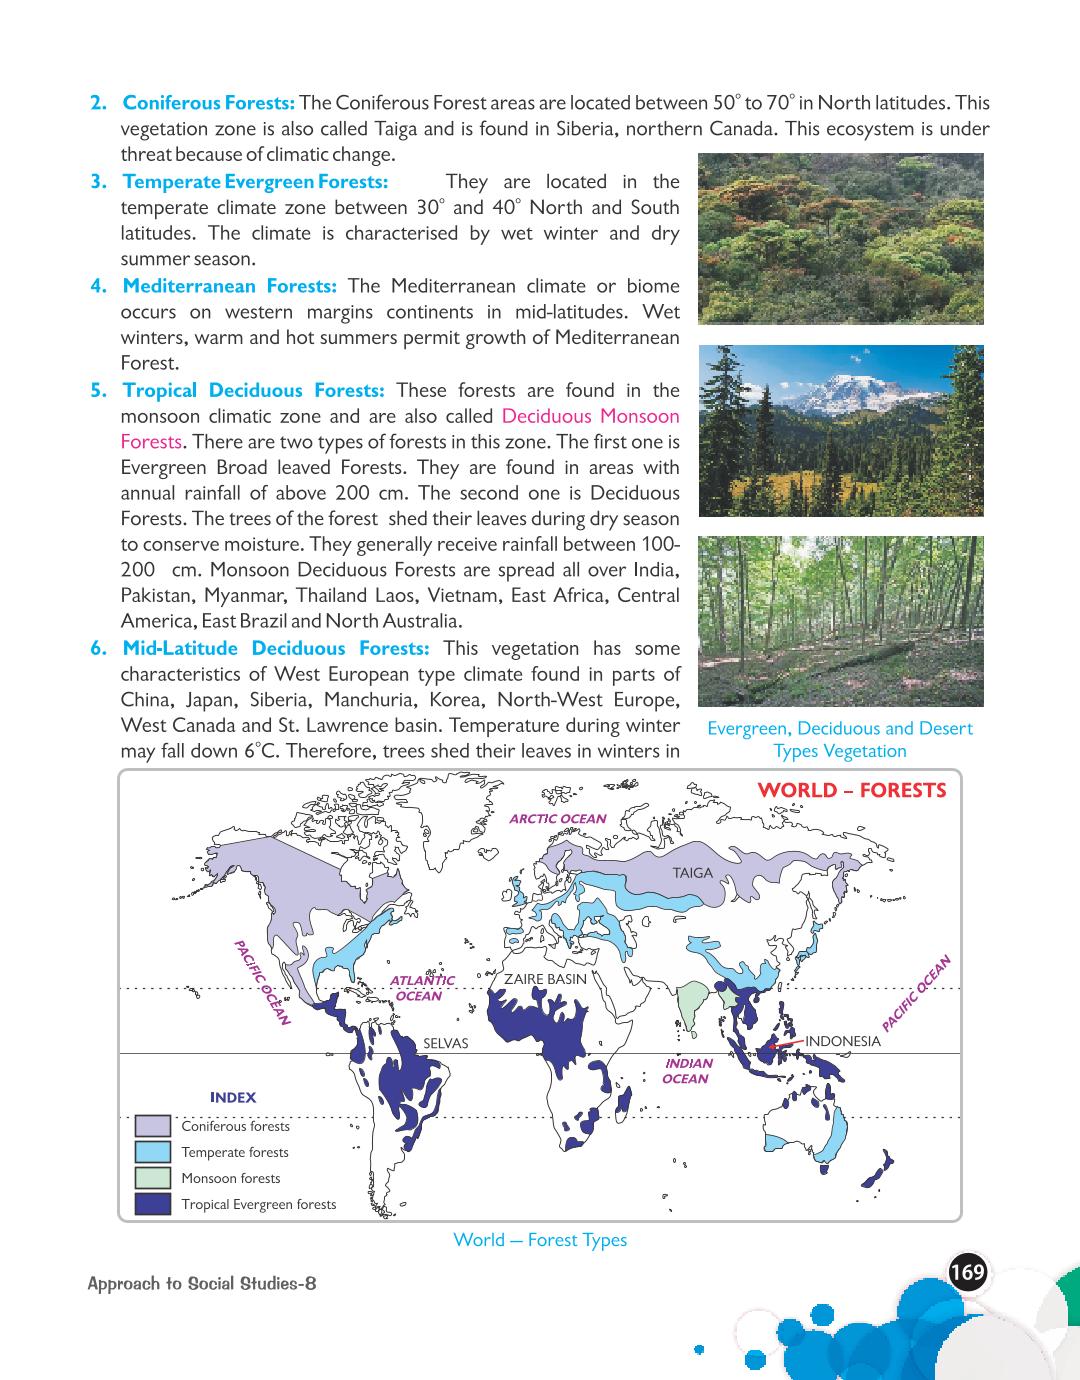 2. Coniferous Forests: The Coniferous Forest areas are located between 50° to 70° in North latitudes. This
vegetation zone is also called Taiga and is found in Siberia, northern Canada. This ecosystem is under
threat because of climatic change.
3. Temperate Evergreen Forests: They are located in the
temperate climate zone between 30° and 40° North and South
latitudes. The climate is characterised by wet winter and dry
summer season.
4. Mediterranean Forests: The Mediterranean climate or biome
occurs on western margins continents in mid-latitudes. Wet
winters, warm and hot summers permit growth of Mediterranean
Forest.
5. Tropical Deciduous Forests: These forests are found in the
monsoon climatic zone and are also called Deciduous Monsoon
Forests. There are two types of forests in this zone. The first one is
Evergreen Broad leaved Forests. They are found in areas with
annual rainfall of above 200 cm. The second one is Deciduous
Forests. The trees of the forest shed their leaves during dry season
to conserve moisture. They generally receive rainfall between 100-
200 cm. Monsoon Deciduous Forests are spread all over India,
Pakistan, Myanmar, Thailand Laos, Vietnam, East Africa, Central
America, East Brazil and North Australia.
6. Mid-Latitude Deciduous Forests: This vegetation has some
characteristics of West European type climate found in parts of
China, Japan, Siberia, Manchuria, Korea, North-West Europe,
West Canada and St. Lawrence basin. Temperature during winter
may fall down 6°C. Therefore, trees shed their leaves in winters in
Evergreen, Deciduous and Desert
Types Vegetation
WORLD – FORESTS
ARCTIC OCEAN
TAIGA
PACIFIC OCEAN
ATLANTIC
OCEAN
ZAIRE BASIN
PACIFIC OCEAN
SELVAS
INDONESIA
INDIAN
OCEAN
INDEX
Coniferous forests
Temperate forests
Monsoon forests
Tropical Evergreen forests
World — Forest Types
Approach to Social Studies-8
169